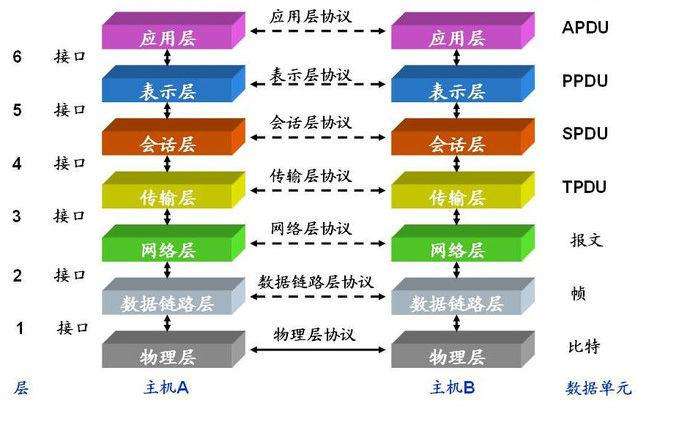 应用层 应用层协议 应用层 APDU
6 接口
表示层 表示层协议 表示层 PPDU
5 接口
会话层 会话层协议 会话层 SPDU
4 接口
传输层 传输层协议 传输层 TPDU
3 接口
网络层 网络层协议 网络层 报文
2 接口
数据链路层 数据链路层协议 数据链路层 帧
1 接口
物理层 物理层协议 物理层 比特
层 主机A 主机B 数据单元